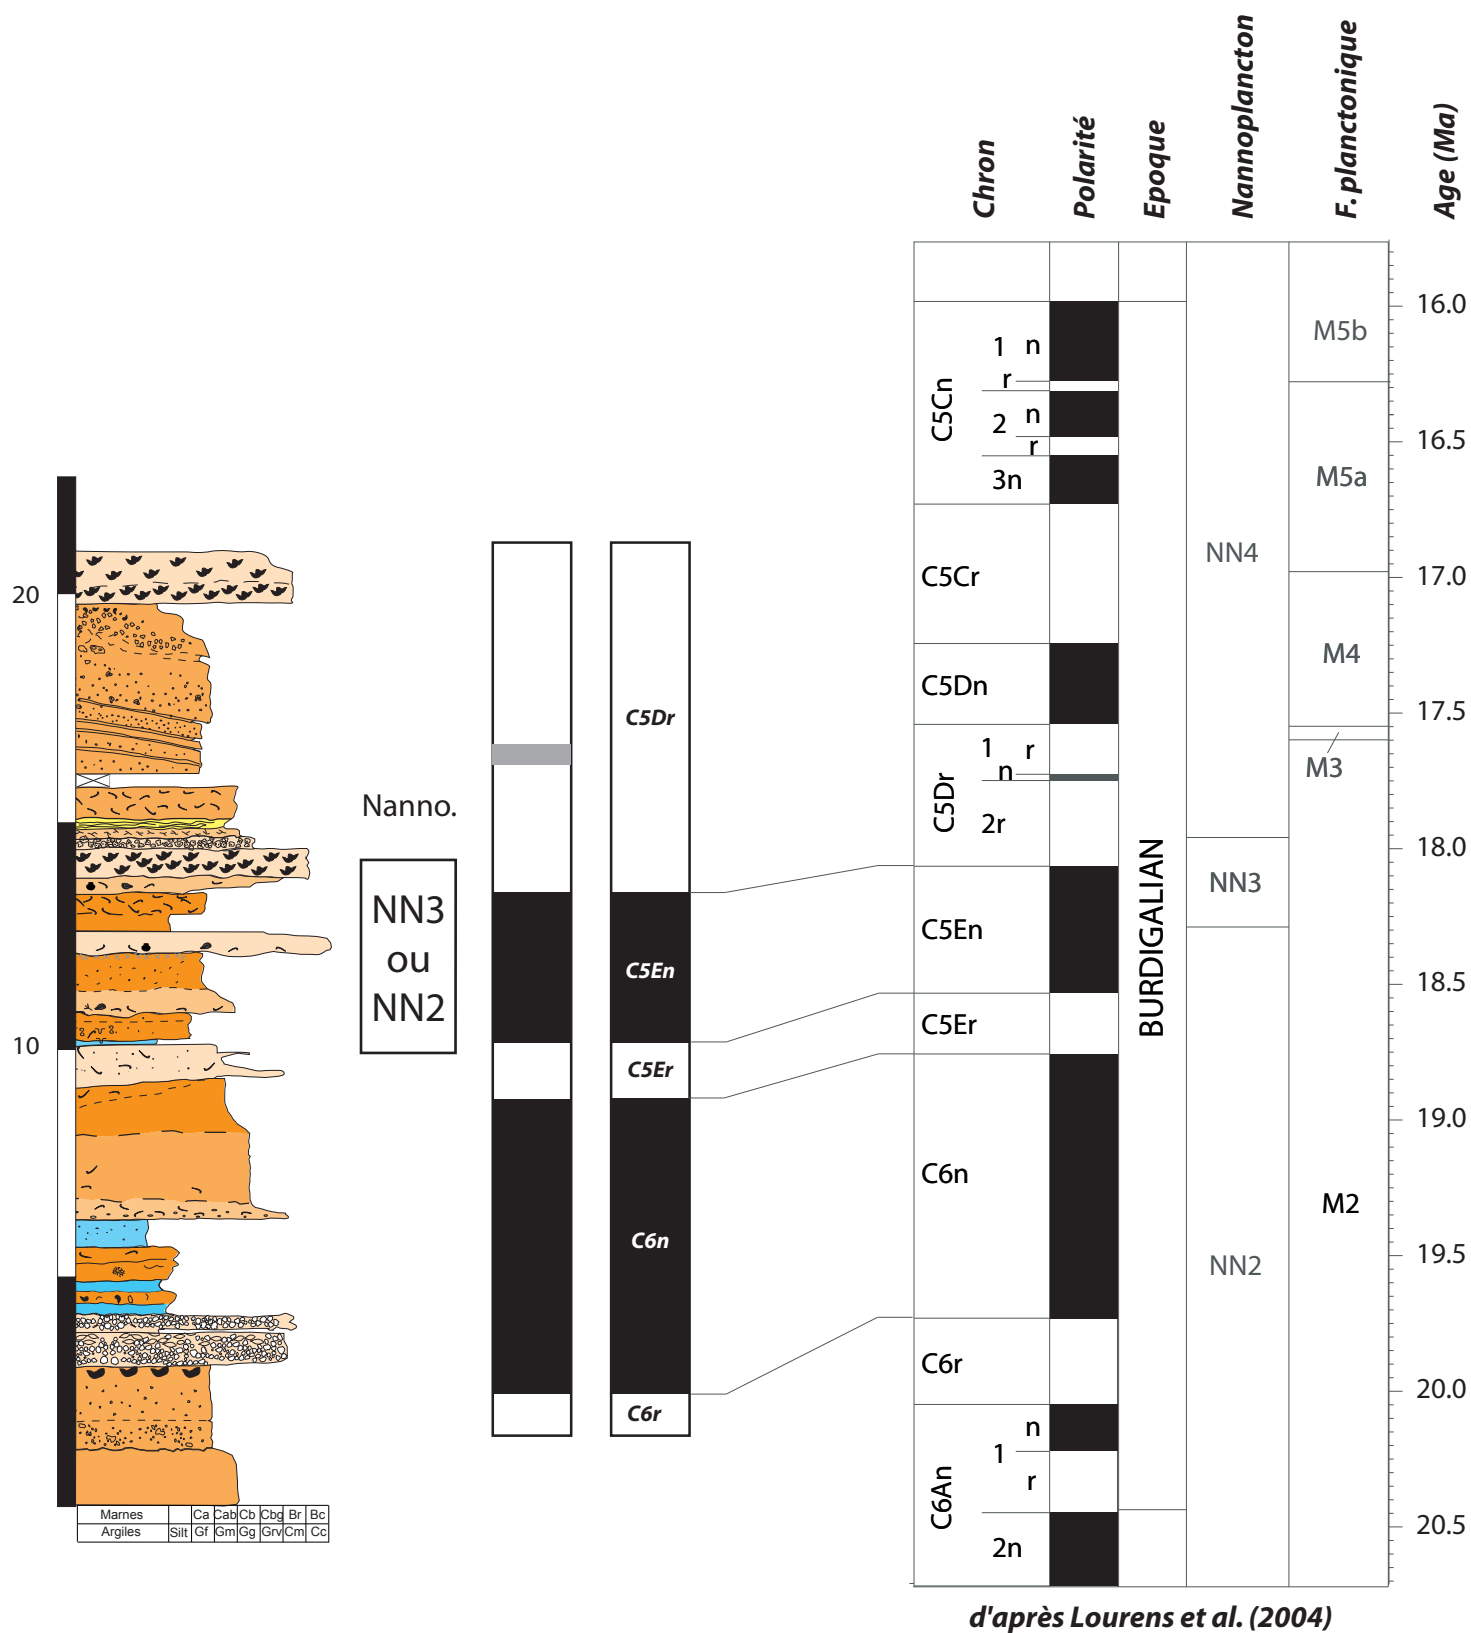 Chron
Polarité
Epoque
Nannoplancton
F. planctonique
Age (Ma)
16.0
16.5
17.0
17.5
18.0
18.5
19.0
19.5
20.0
20.5
C5Cn
1 n
r
2 n
r
3n
C5Cr
C5Dn
C5Dr
1 r
n
2r
C5En
C5Er
C6n
C6r
C6An
n
1
r
2n
BURDIGALIAN
NN4
NN3
NN2
M5b
M5a
M4
M3
M2
20
10
Nanno.
NN3
ou
NN2
C5Dr
C5En
C5Er
C6n
C6r
Marnes Ca Cab Cb Cbg Br Bc
Argiles Silt Gf Gm Gg Grv Cm Cc
d'après Lourens et al. (2004)